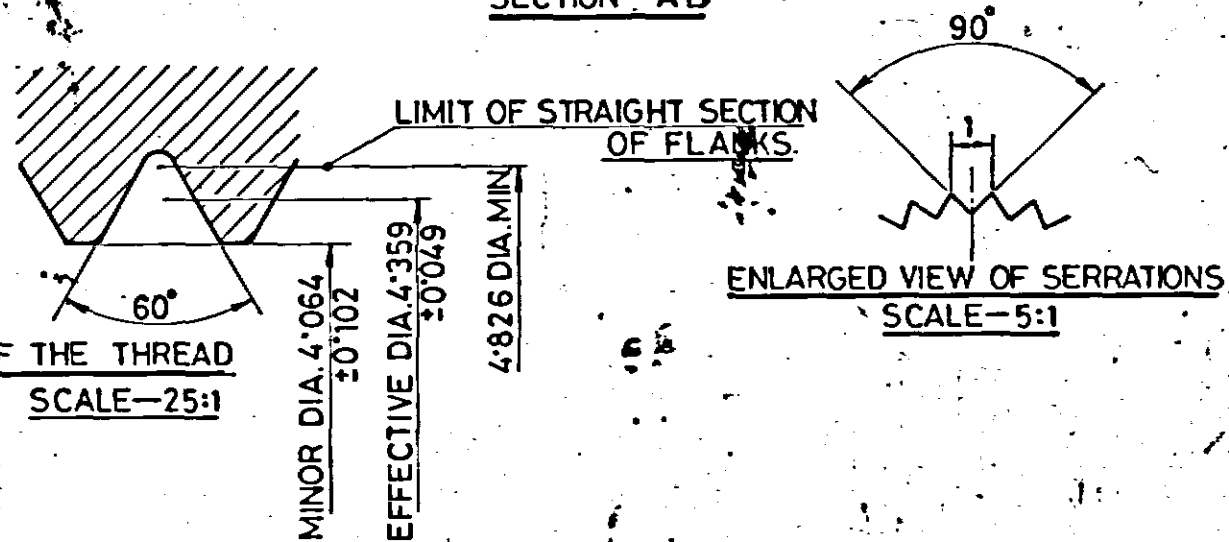 SECTION AB
90°
LIMIT OF STRAIGHT SECTION
OF FLANKS.
1
60°
MINOR DIA. 4·064
±0·102
EFFECTIVE DIA. 4·359
±0·049
4·826 DIA. MIN
ENLARGED VIEW OF SERRATIONS
SCALE—5:1
THE THREAD
SCALE—25:1